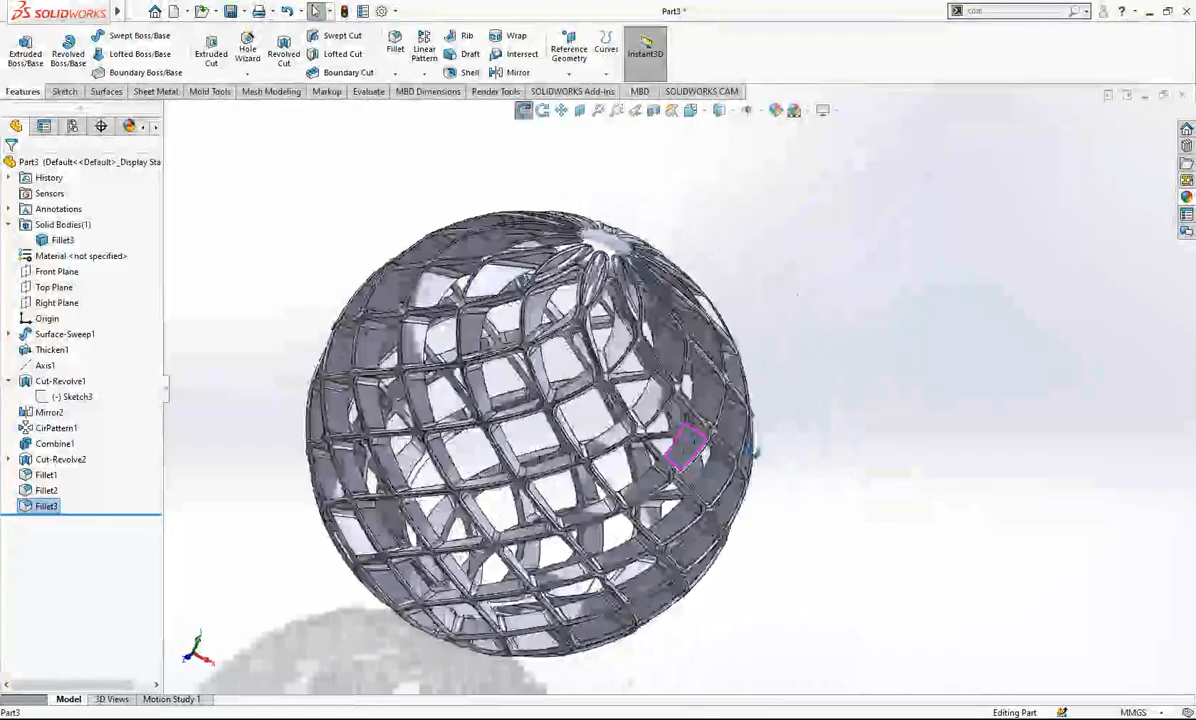 SOLIDWORKS
Part3 *
com
Extruded Boss/Base
Revolved Boss/Base
Swept Boss/Base
Lofted Boss/Base
Boundary Boss/Base
Extruded Cut
Hole Wizard
Revolved Cut
Swept Cut
Lofted Cut
Boundary Cut
Fillet
Linear Pattern
Rib
Draft
Shell
Wrap
Intersect
Mirror
Reference Geometry
Curves
Instant3D
Features Sketch Surfaces Sheet Metal Mold Tools Mesh Modeling Markup Evaluate MBD Dimensions Render Tools SOLIDWORKS Add-Ins MBD SOLIDWORKS CAM
Part3 (Default<<Default>_Display Sta
History
Sensors
Annotations
Solid Bodies(1)
Fillet3
Material <not specified>
Front Plane
Top Plane
Right Plane
Origin
Surface-Sweep1
Thicken1
Axis1
Cut-Revolve1
(-) Sketch3
Mirror2
CirPattern1
Combine1
Cut-Revolve2
Fillet1
Fillet2
Fillet3
Model 3D Views Motion Study 1
Part3 Editing Part MMGS